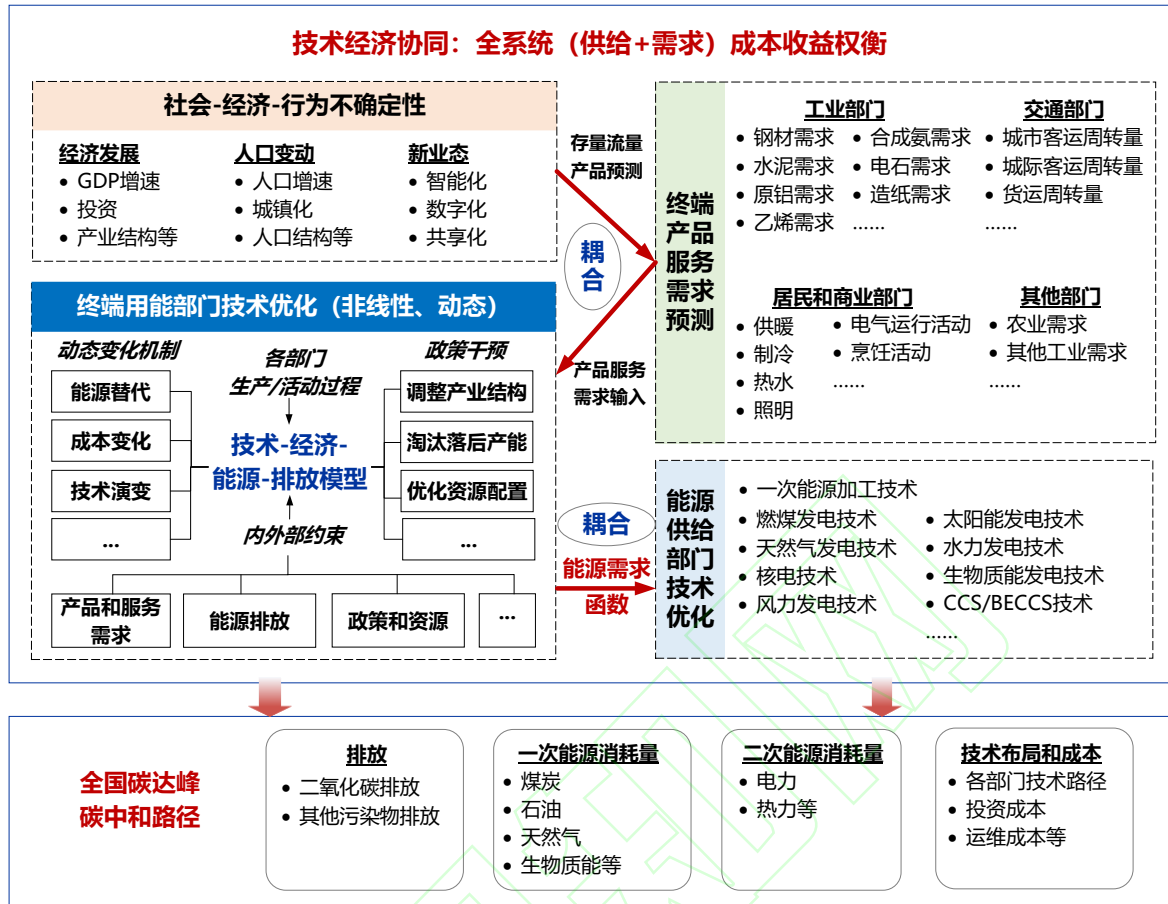 技术经济协同：全系统（供给+需求）成本收益权衡
社会-经济-行为不确定性
经济发展
• GDP增速
• 投资
• 产业结构等
人口变动
• 人口增速
• 城镇化
• 人口结构等
新业态
• 智能化
• 数字化
• 共享化
存量流量
产品预测
耦
合
产品服务
需求输入
终端
产品
服务
需求
预测
工业部门
• 钢材需求
• 水泥需求
• 原铝需求
• 乙烯需求
• 合成氨需求
• 电石需求
• 造纸需求
……
交通部门
• 城市客运周转量
• 城际客运周转量
• 货运周转量
……
居民和商业部门
• 供暖
• 制冷
• 热水
• 照明
• 电气运行活动
• 烹饪活动
……
其他部门
• 农业需求
• 其他工业需求
……
终端用能部门技术优化（非线性、动态）
动态变化机制
能源替代
成本变化
技术演变
...
各部门
生产/活动过程
技术-经济-
能源-排放模型
内外部约束
政策干预
调整产业结构
淘汰落后产能
优化资源配置
...
产品和服务
需求
能源排放
政策和资源
...
耦合
能源需求
函数
能源
供给
部门
技术
优化
• 一次能源加工技术
• 燃煤发电技术
• 天然气发电技术
• 核电技术
• 风力发电技术
• 太阳能发电技术
• 水力发电技术
• 生物质能发电技术
• CCS/BECCS技术
……
全国碳达峰
碳中和路径
排放
• 二氧化碳排放
• 其他污染物排放
一次能源消耗量
• 煤炭
• 石油
• 天然气
• 生物质能等
二次能源消耗量
• 电力
• 热力等
技术布局和成本
• 各部门技术路径
• 投资成本
• 运维成本等